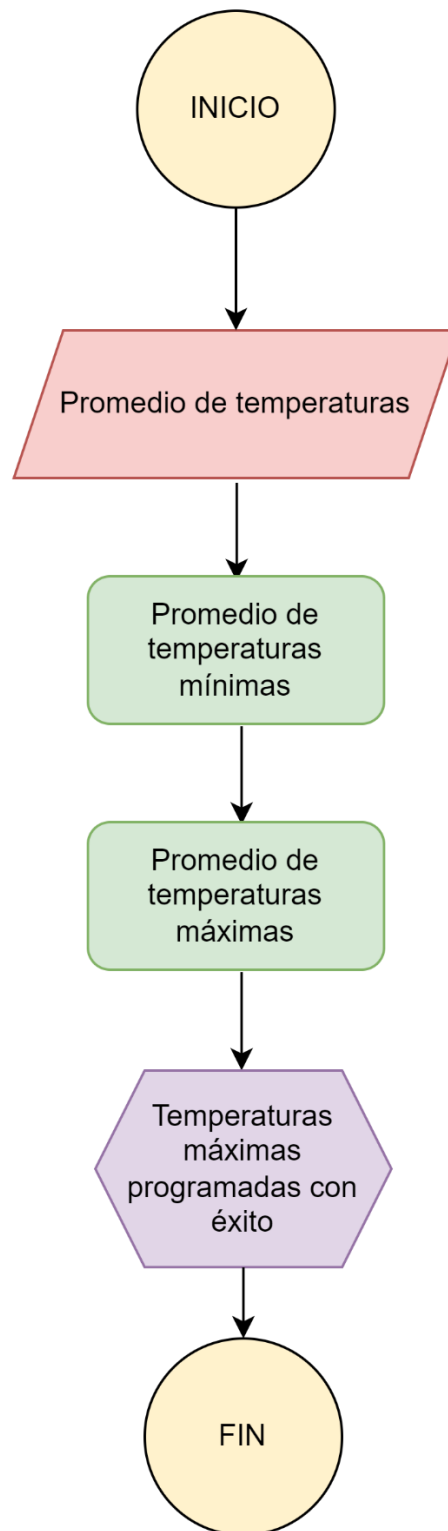 INICIO
Promedio de temperaturas
Promedio de
temperaturas
mínimas
Promedio de
temperaturas
máximas
Temperaturas
máximas
programadas con
éxito
FIN